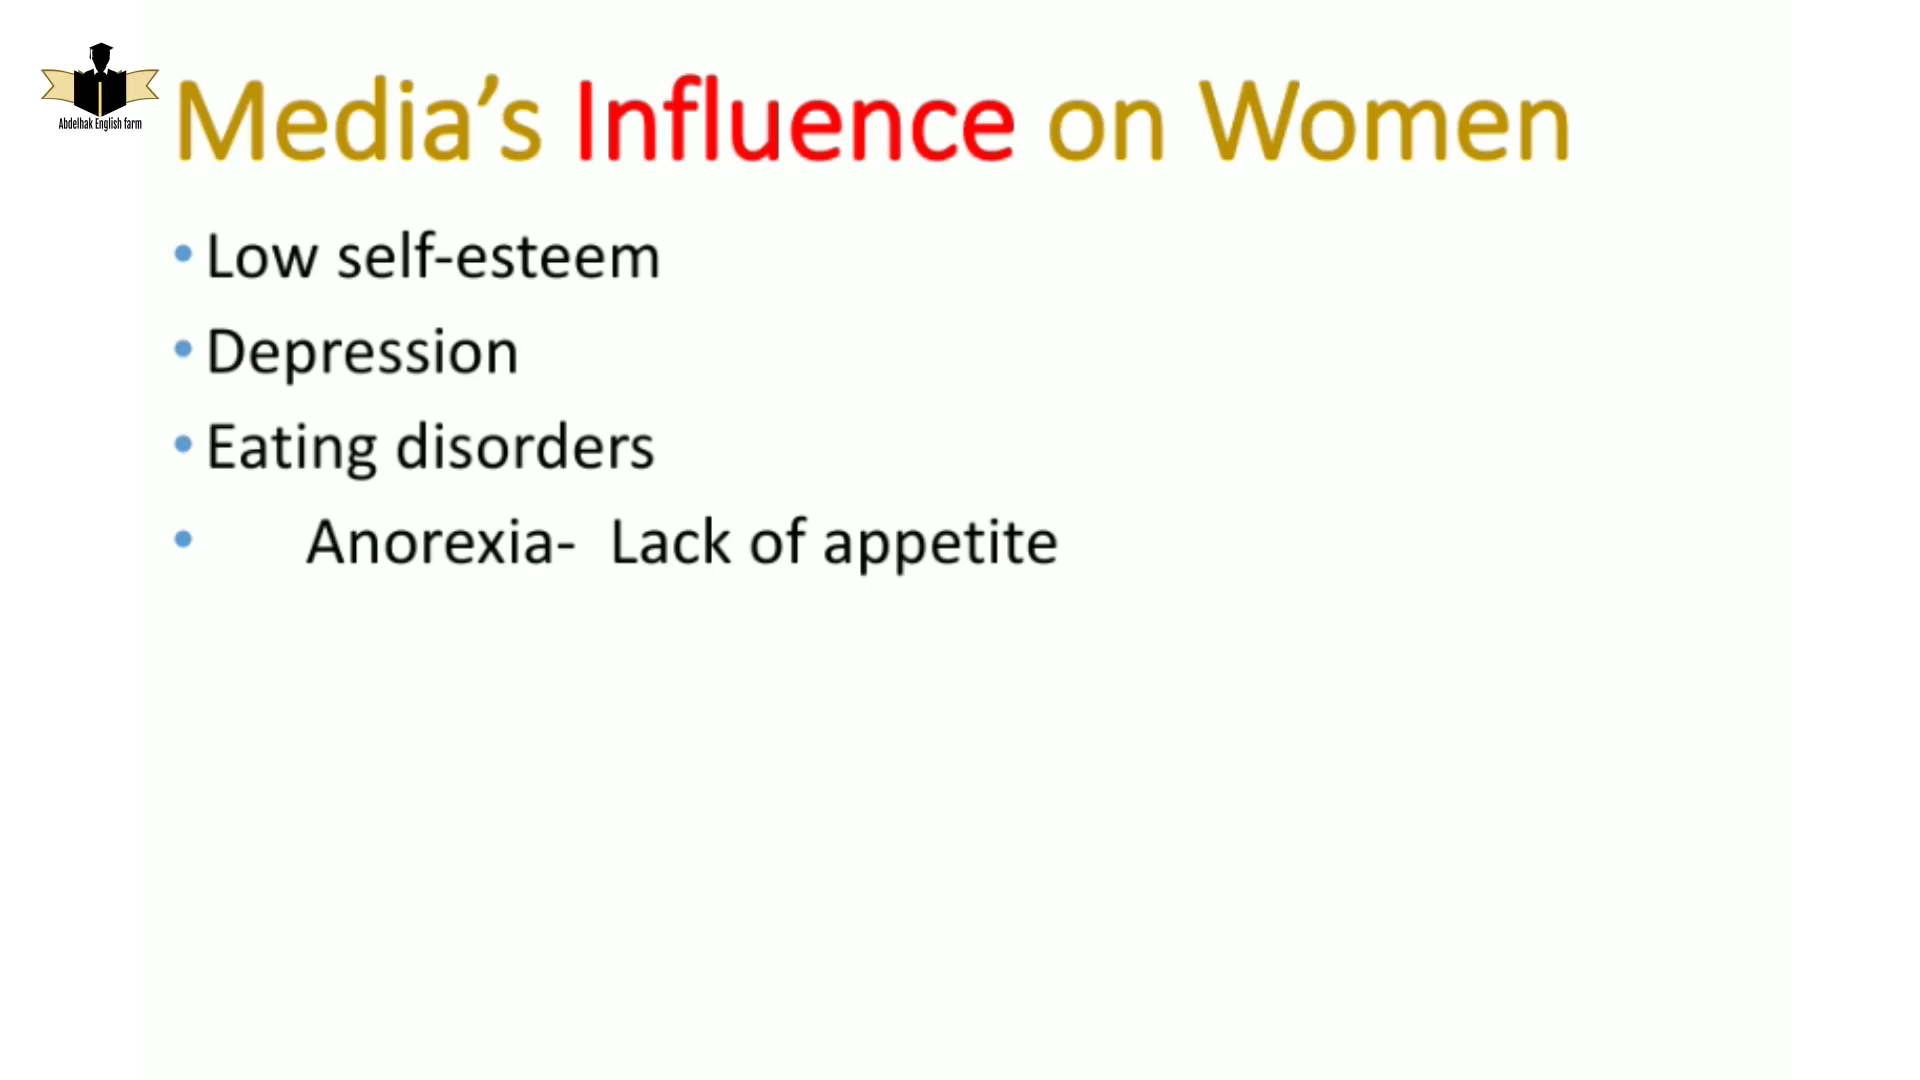 Abdelhak English farm
Media’s Influence on Women
• Low self-esteem
• Depression
• Eating disorders
• Anorexia- Lack of appetite